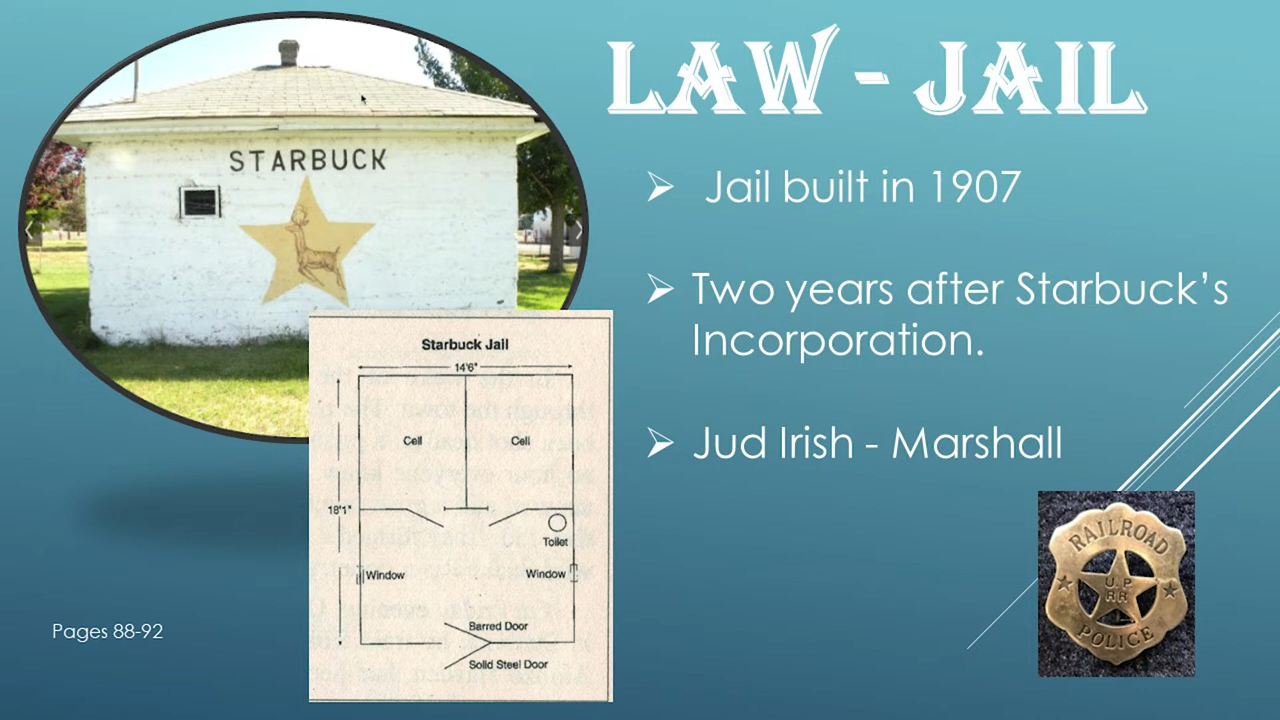 LAW - JAIL
STARBUCK
➢ Jail built in 1907
➢ Two years after Starbuck's
Incorporation.
➢ Jud Irish - Marshall
Starbuck Jail
14'6"
Cell Cell
18'1"
Toilet
Window Window
Barred Door
Solid Steel Door
RAILROAD
U.P.
RR
POLICE
Pages 88-92